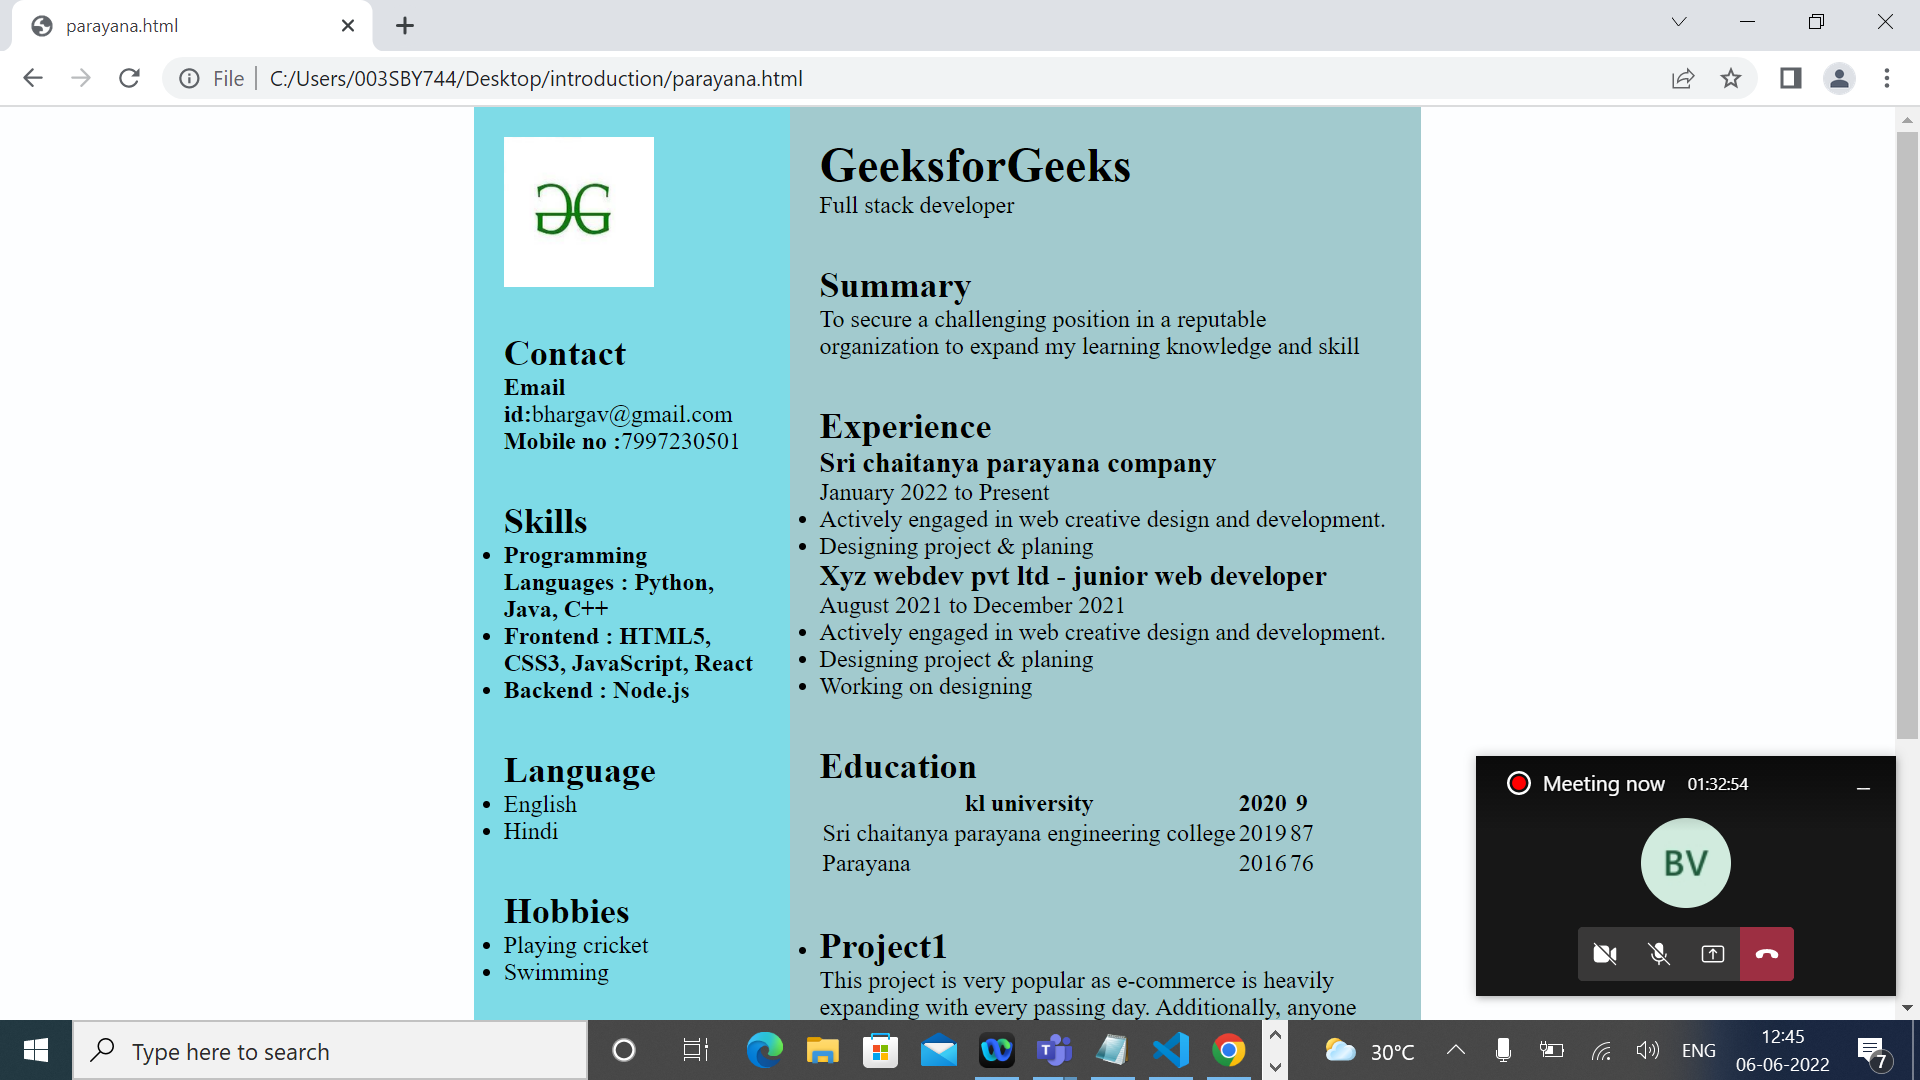 parayana.html
File
C:/Users/003SBY744/Desktop/introduction/parayana.html
GG
Contact
Email
id:bhargav@gmail.com
Mobile no :7997230501
Skills
Programming
Languages : Python,
Java, C++
Frontend : HTML5,
CSS3, JavaScript, React
Backend : Node.js
Language
English
Hindi
Hobbies
Playing cricket
Swimming
GeeksforGeeks
Full stack developer
Summary
To secure a challenging position in a reputable
organization to expand my learning knowledge and skill
Experience
Sri chaitanya parayana company
January 2022 to Present
Actively engaged in web creative design and development.
Designing project & planing
Xyz webdev pvt ltd - junior web developer
August 2021 to December 2021
Actively engaged in web creative design and development.
Designing project & planing
Working on designing
Education
kl university 2020 9
Sri chaitanya parayana engineering college 2019 87
Parayana 2016 76
Project1
This project is very popular as e-commerce is heavily
expanding with every passing day. Additionally, anyone
Meeting now 01:32:54
BV
Type here to search
30°C
ENG
12:45
06-06-2022
7